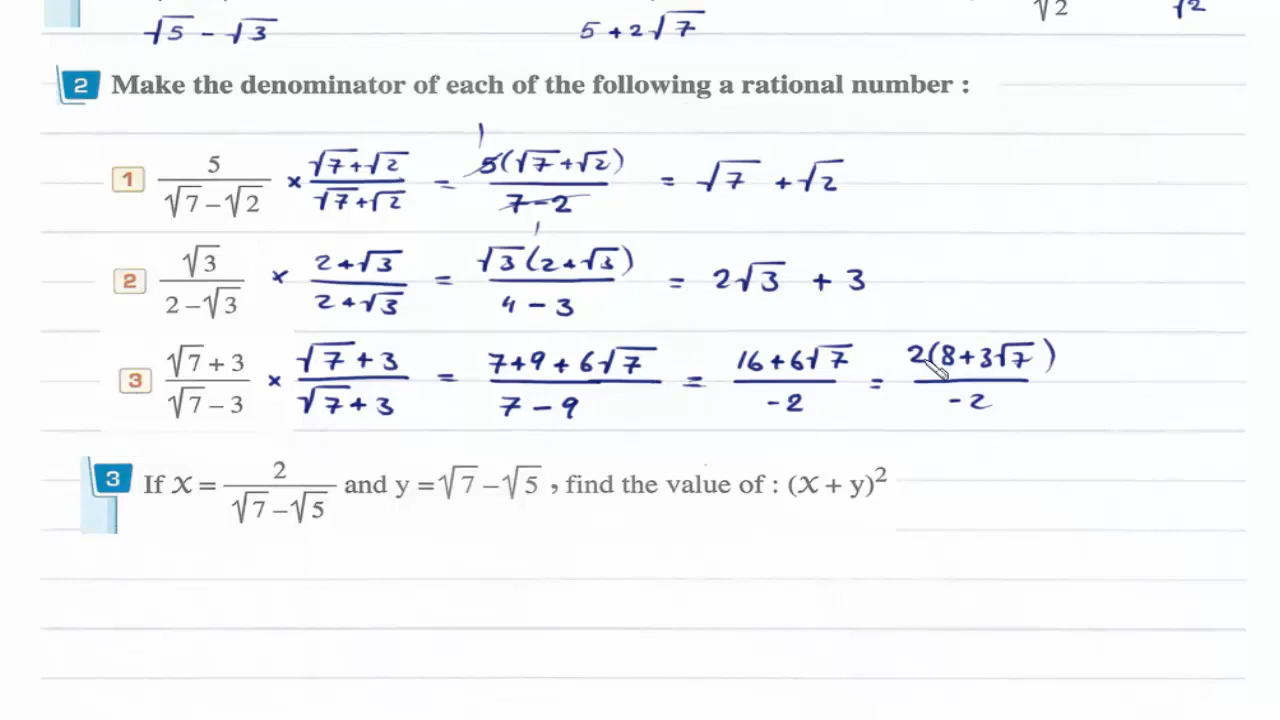 √5 - √3 5 + 2√7 √2 √2
2 Make the denominator of each of the following a rational number :
1 5/(√7 – √2) × (√7+√2)/(√7+√2) = 5(√7+√2)/(7-2) = √7 + √2
1
1
2 √3/(2 – √3) × (2+√3)/(2+√3) = √3(2+√3)/(4-3) = 2√3 + 3
3 (√7 + 3)/(√7 – 3) × (√7+3)/(√7+3) = (7+9+6√7)/(7-9) = (16+6√7)/-2 = 2(8+3√7)/-2
3 If x = 2/(√7 – √5) and y = √7 – √5 , find the value of : (x + y)²